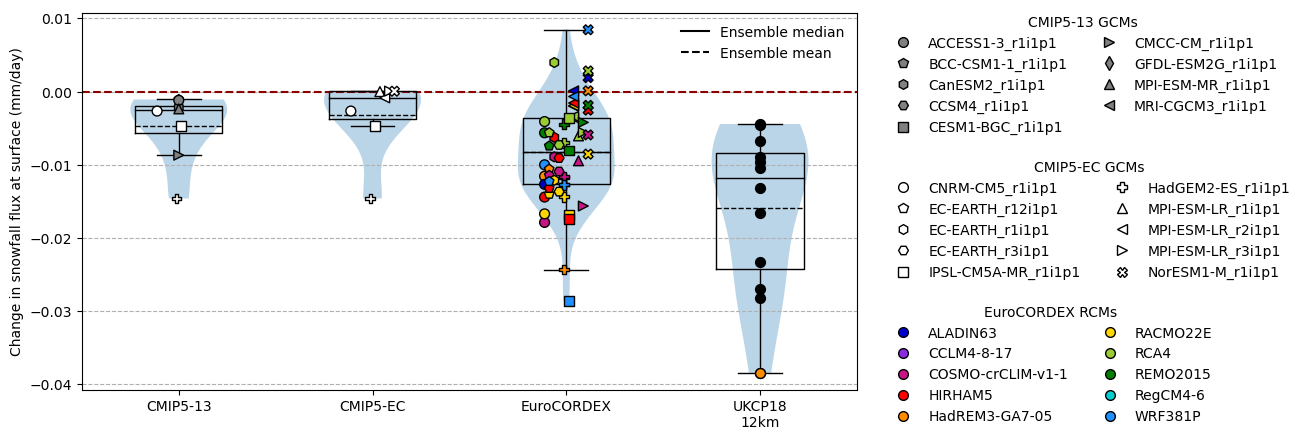 Change in snowfall flux at surface (mm/day)
0.01
0.00
−0.01
−0.02
−0.03
−0.04
Ensemble median
Ensemble mean
CMIP5-13
CMIP5-EC
EuroCORDEX
UKCP18
12km
CMIP5-13 GCMs
ACCESS1-3_r1i1p1
BCC-CSM1-1_r1i1p1
CanESM2_r1i1p1
CCSM4_r1i1p1
CESM1-BGC_r1i1p1
CMCC-CM_r1i1p1
GFDL-ESM2G_r1i1p1
MPI-ESM-MR_r1i1p1
MRI-CGCM3_r1i1p1
CMIP5-EC GCMs
CNRM-CM5_r1i1p1
EC-EARTH_r12i1p1
EC-EARTH_r1i1p1
EC-EARTH_r3i1p1
IPSL-CM5A-MR_r1i1p1
HadGEM2-ES_r1i1p1
MPI-ESM-LR_r1i1p1
MPI-ESM-LR_r2i1p1
MPI-ESM-LR_r3i1p1
NorESM1-M_r1i1p1
EuroCORDEX RCMs
ALADIN63
CCLM4-8-17
COSMO-crCLIM-v1-1
HIRHAM5
HadREM3-GA7-05
RACMO22E
RCA4
REMO2015
RegCM4-6
WRF381P